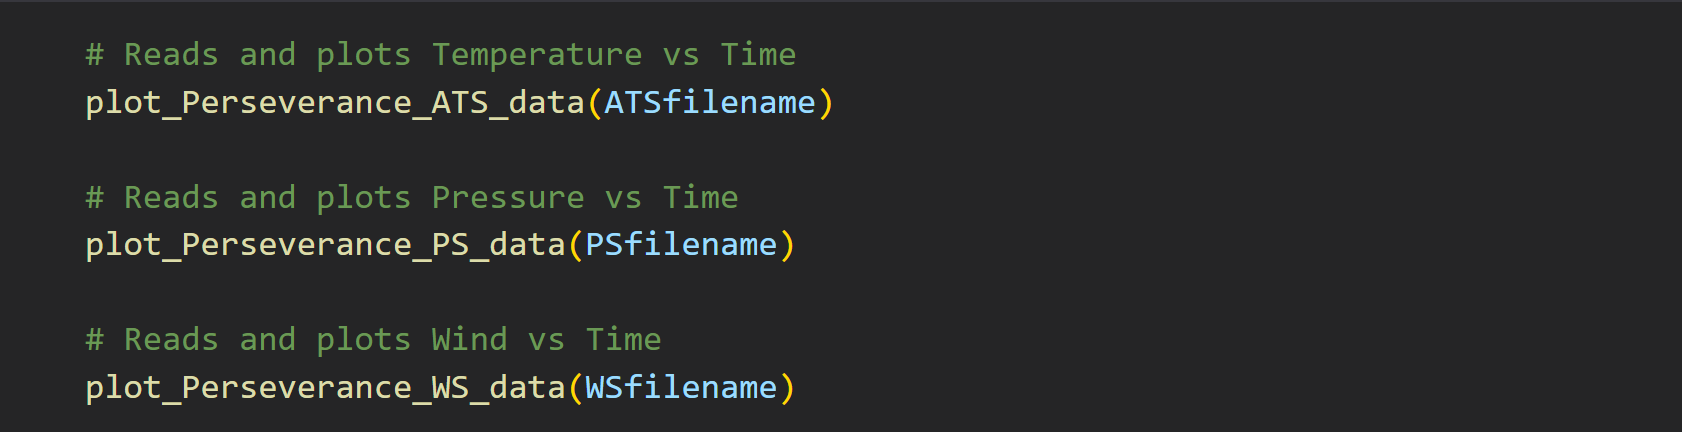 # Reads and plots Temperature vs Time
plot_Perseverance_ATS_data(ATSfilename)
# Reads and plots Pressure vs Time
plot_Perseverance_PS_data(PSfilename)
# Reads and plots Wind vs Time
plot_Perseverance_WS_data(WSfilename)